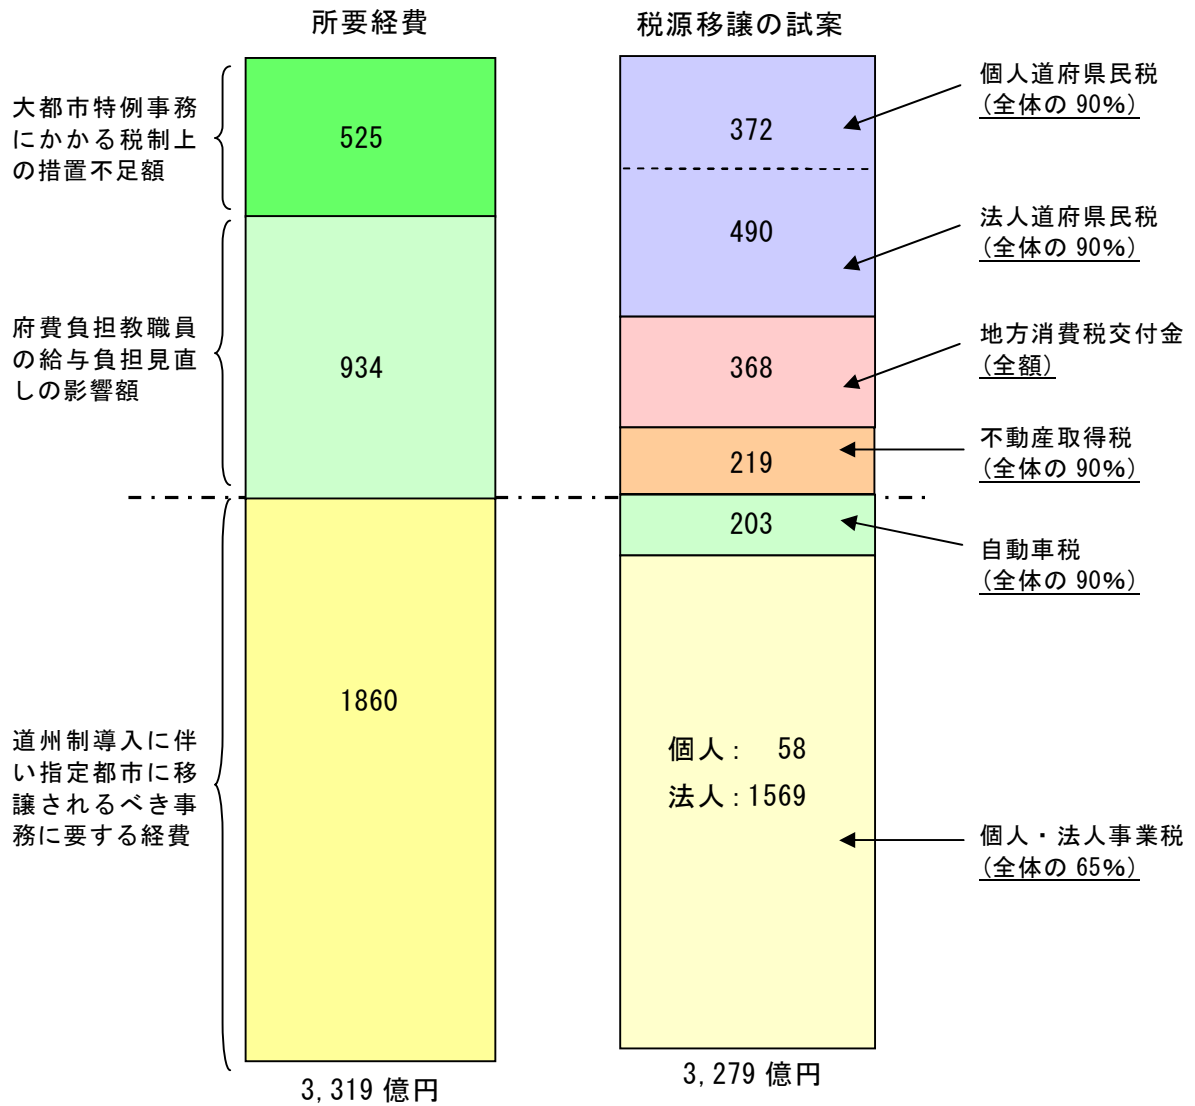 所要経費
税源移譲の試案
大都市特例事務
にかかる税制上
の措置不足額
府費負担教職員
の給与負担見直
しの影響額
道州制導入に伴
い指定都市に移
譲されるべき事
務に要する経費
525
934
1860
3,319 億円
372
490
368
219
203
個人： 58
法人：1569
3,279 億円
個人道府県民税
(全体の 90%)
法人道府県民税
(全体の 90%)
地方消費税交付金
(全額)
不動産取得税
(全体の 90%)
自動車税
(全体の 90%)
個人・法人事業税
(全体の 65%)